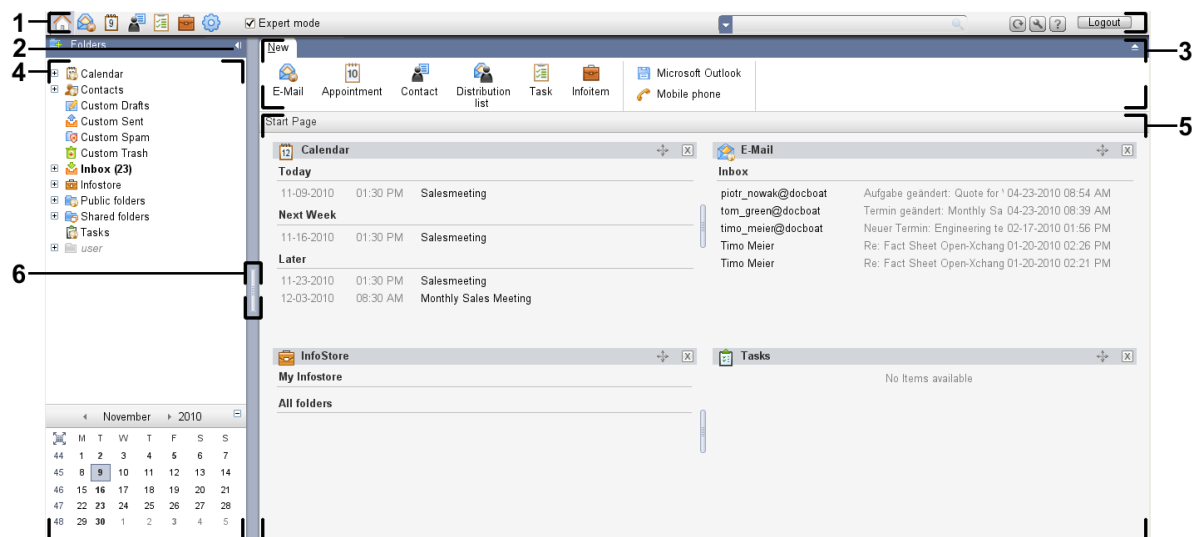 1
9
Expert mode
Logout
2
Folders
New
3
4
Calendar
Contacts
Custom Drafts
Custom Sent
Custom Spam
Custom Trash
Inbox (23)
Infostore
Public folders
Shared folders
Tasks
user
10
E-Mail
Appointment
Contact
Distribution list
Task
Infoitem
Microsoft Outlook
Mobile phone
Start Page
5
12 Calendar
Today
11-09-2010 01:30 PM Salesmeeting
Next Week
11-16-2010 01:30 PM Salesmeeting
Later
11-23-2010 01:30 PM Salesmeeting
12-03-2010 08:30 AM Monthly Sales Meeting
E-Mail
Inbox
piotr_nowak@docboat Aufgabe geändert: Quote for 04-23-2010 08:54 AM
tom_green@docboat Termin geändert: Monthly Sa 04-23-2010 08:39 AM
timo_meier@docboat Neuer Termin: Engineering te 02-17-2010 01:56 PM
Timo Meier Re: Fact Sheet Open-Xchang 01-20-2010 02:26 PM
Timo Meier Re: Fact Sheet Open-Xchang 01-20-2010 02:21 PM
6
InfoStore
My Infostore
All folders
Tasks
No Items available
November 2010
M T W T F S S
44 1 2 3 4 5 6 7
45 8 9 10 11 12 13 14
46 15 16 17 18 19 20 21
47 22 23 24 25 26 27 28
48 29 30 1 2 3 4 5